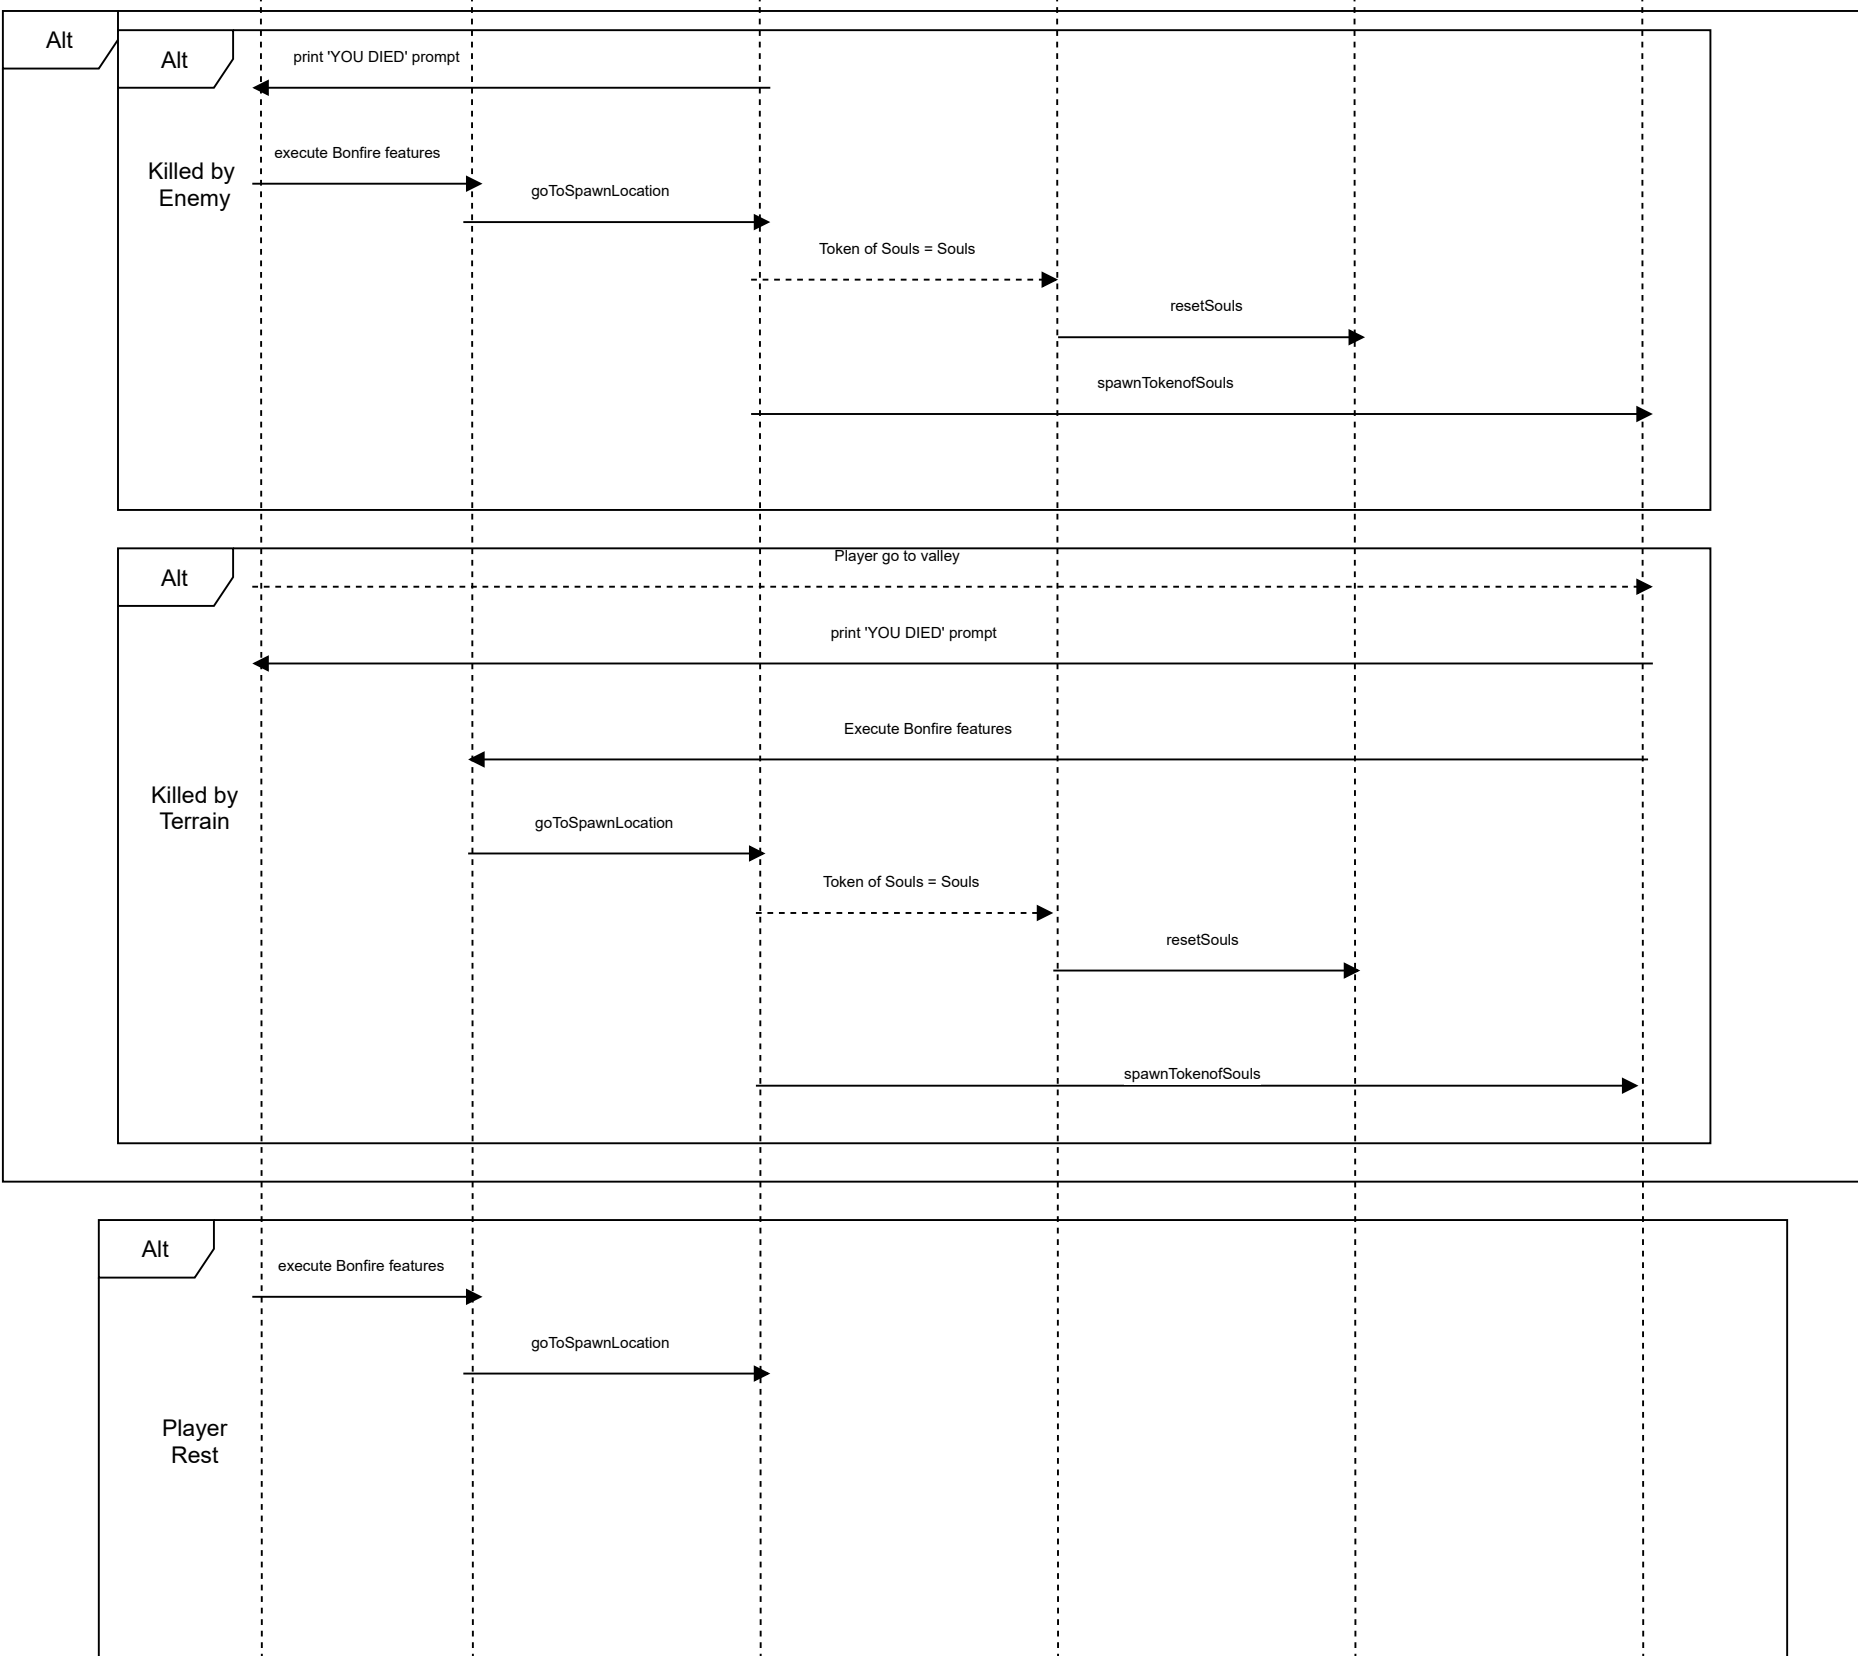 Alt
Alt
print 'YOU DIED' prompt
execute Bonfire features
Killed by
Enemy
goToSpawnLocation
Token of Souls = Souls
resetSouls
spawnTokenofSouls
Alt
Player go to valley
print 'YOU DIED' prompt
Execute Bonfire features
Killed by
Terrain
goToSpawnLocation
Token of Souls = Souls
resetSouls
spawnTokenofSouls
Alt
execute Bonfire features
goToSpawnLocation
Player
Rest